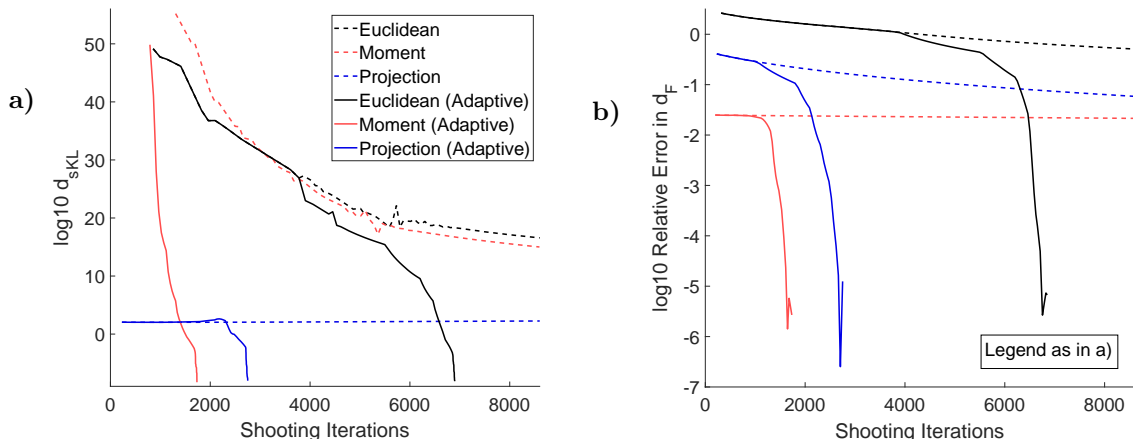 a)
log10 d_sKL
50
40
30
20
10
0
0
2000
4000
6000
8000
Shooting Iterations
Euclidean
Moment
Projection
Euclidean (Adaptive)
Moment (Adaptive)
Projection (Adaptive)
b)
log10 Relative Error in d_F
0
-1
-2
-3
-4
-5
-6
-7
0
2000
4000
6000
8000
Shooting Iterations
Legend as in a)